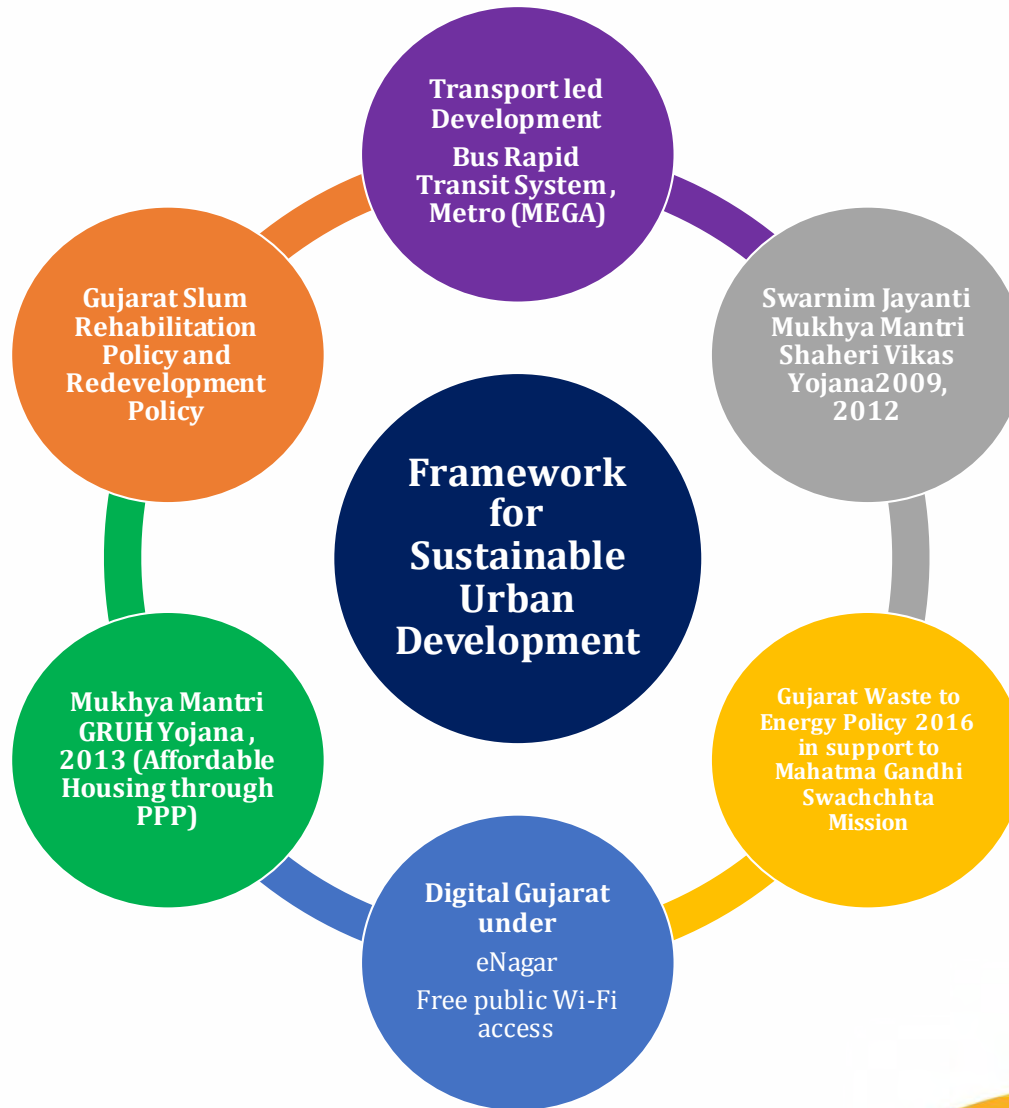 Transport led
Development
Bus Rapid
Transit System ,
Metro (MEGA)
Swarnim Jayanti
Mukhya Mantri
Shaheri Vikas
Yojana2009,
2012
Gujarat Waste to
Energy Policy 2016
in support to
Mahatma Gandhi
Swachchhta
Mission
Digital Gujarat
under
eNagar
Free public Wi-Fi
access
Mukhya Mantri
GRUH Yojana ,
2013 (Affordable
Housing through
PPP)
Gujarat Slum
Rehabilitation
Policy and
Redevelopment
Policy
Framework
for
Sustainable
Urban
Development